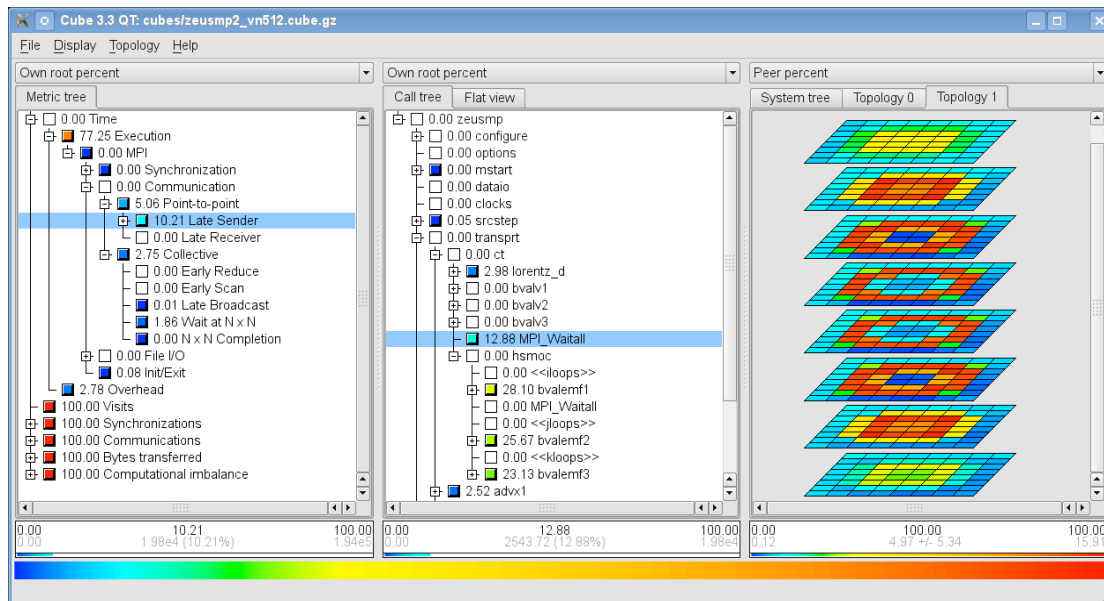 Cube 3.3 QT: cubes/zeusmp2_vn512.cube.gz
File Display Topology Help
Own root percent
Metric tree
0.00 Time
77.25 Execution
0.00 MPI
0.00 Synchronization
0.00 Communication
5.06 Point-to-point
10.21 Late Sender
0.00 Late Receiver
2.75 Collective
0.00 Early Reduce
0.00 Early Scan
0.01 Late Broadcast
1.86 Wait at N x N
0.00 N x N Completion
0.00 File I/O
0.08 Init/Exit
2.78 Overhead
100.00 Visits
100.00 Synchronizations
100.00 Communications
100.00 Bytes transferred
100.00 Computational imbalance
0.00 10.21 100.00
0.00 1.98e4 (10.21%) 1.94e5
Own root percent
Call tree Flat view
0.00 zeusmp
0.00 configure
0.00 options
0.00 mstart
0.00 dataio
0.00 clocks
0.05 srcstep
0.00 transprt
0.00 ct
2.98 lorentz_d
0.00 bvalv1
0.00 bvalv2
0.00 bvalv3
12.88 MPI_Waitall
0.00 hsmoc
0.00 <<iloops>>
28.10 bvalemf1
0.00 MPI_Waitall
0.00 <<jloops>>
25.67 bvalemf2
0.00 <<kloops>>
23.13 bvalemf3
2.52 advx1
0.00 12.88 100.00
0.00 2543.72 (12.88%) 1.98e4
Peer percent
System tree Topology 0 Topology 1
0.00 100.00 100.00
0.12 4.97 +/- 5.34 15.91